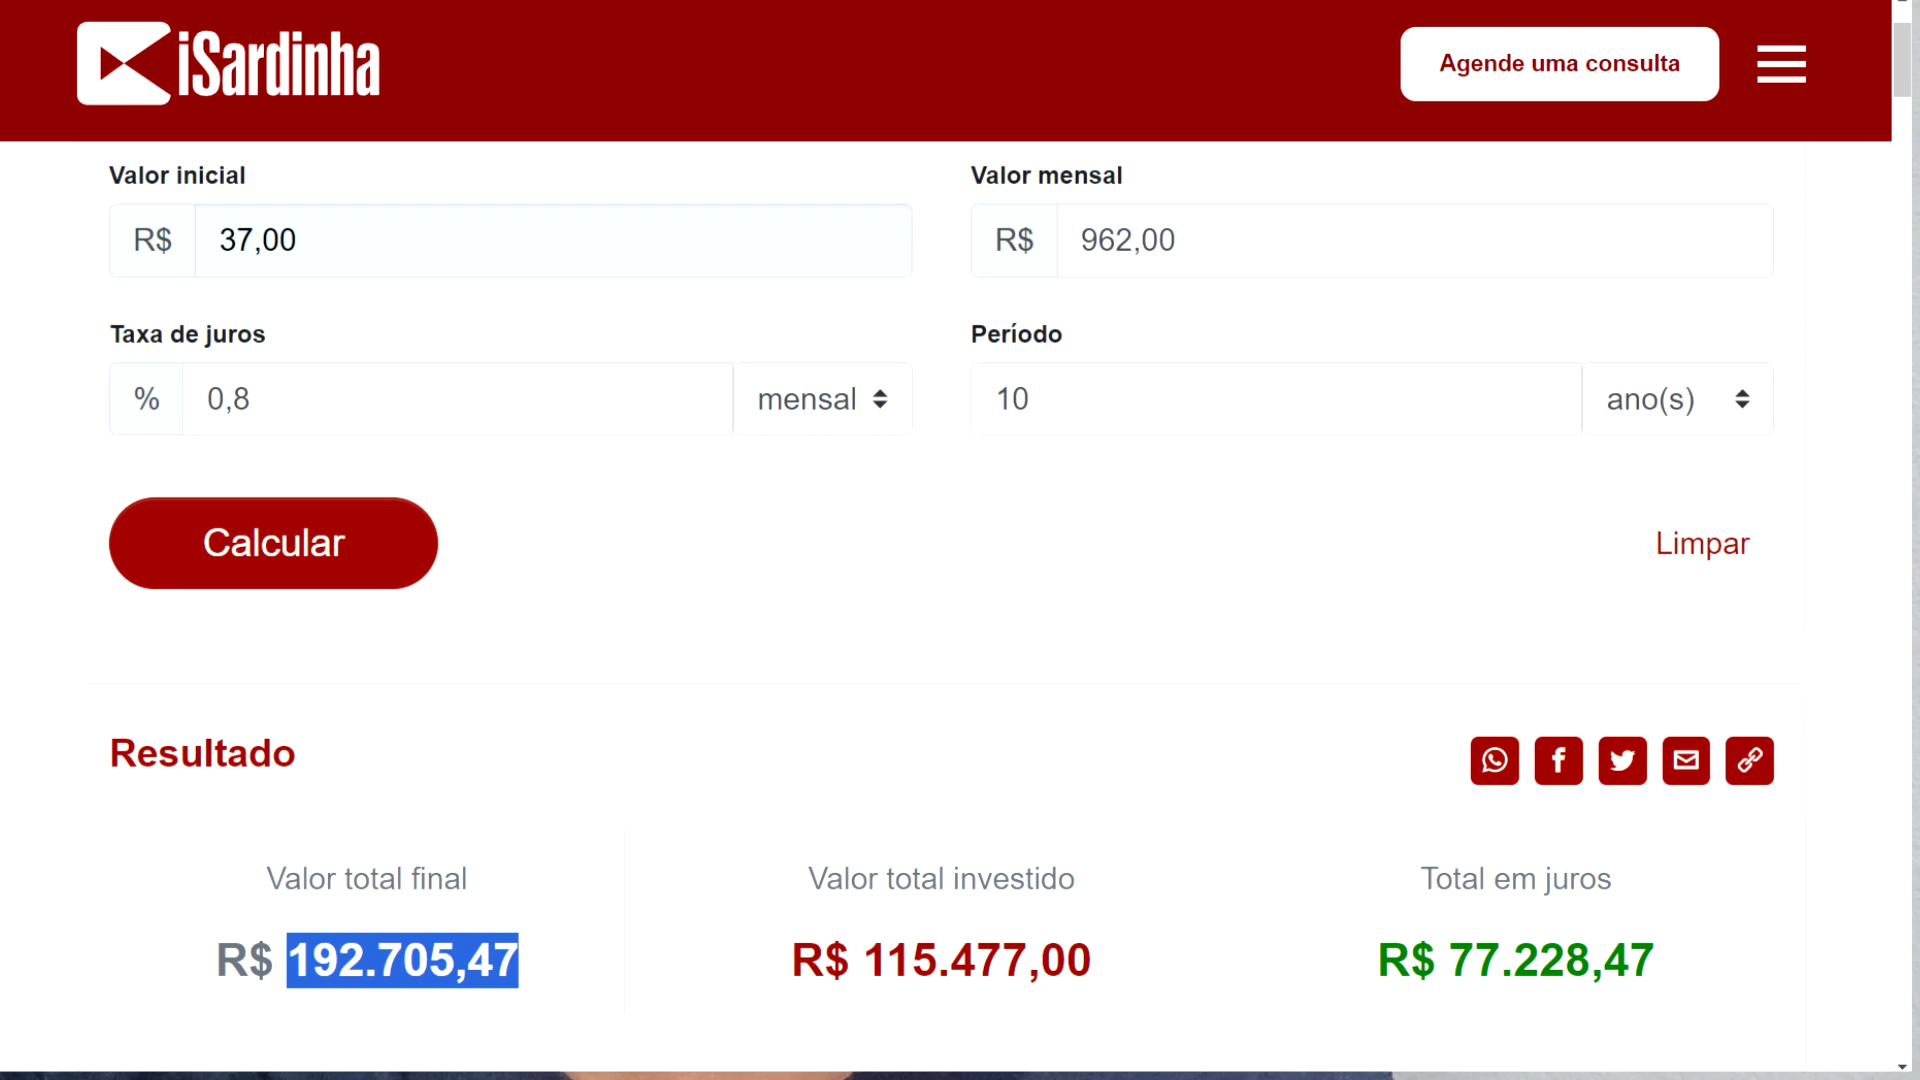 iSardinha
Agende uma consulta
Valor inicial
Valor mensal
R$ 37,00
R$ 962,00
Taxa de juros
Período
% 0,8 mensal
10 ano(s)
Calcular
Limpar
Resultado
Valor total final
Valor total investido
Total em juros
R$ 192.705,47
R$ 115.477,00
R$ 77.228,47